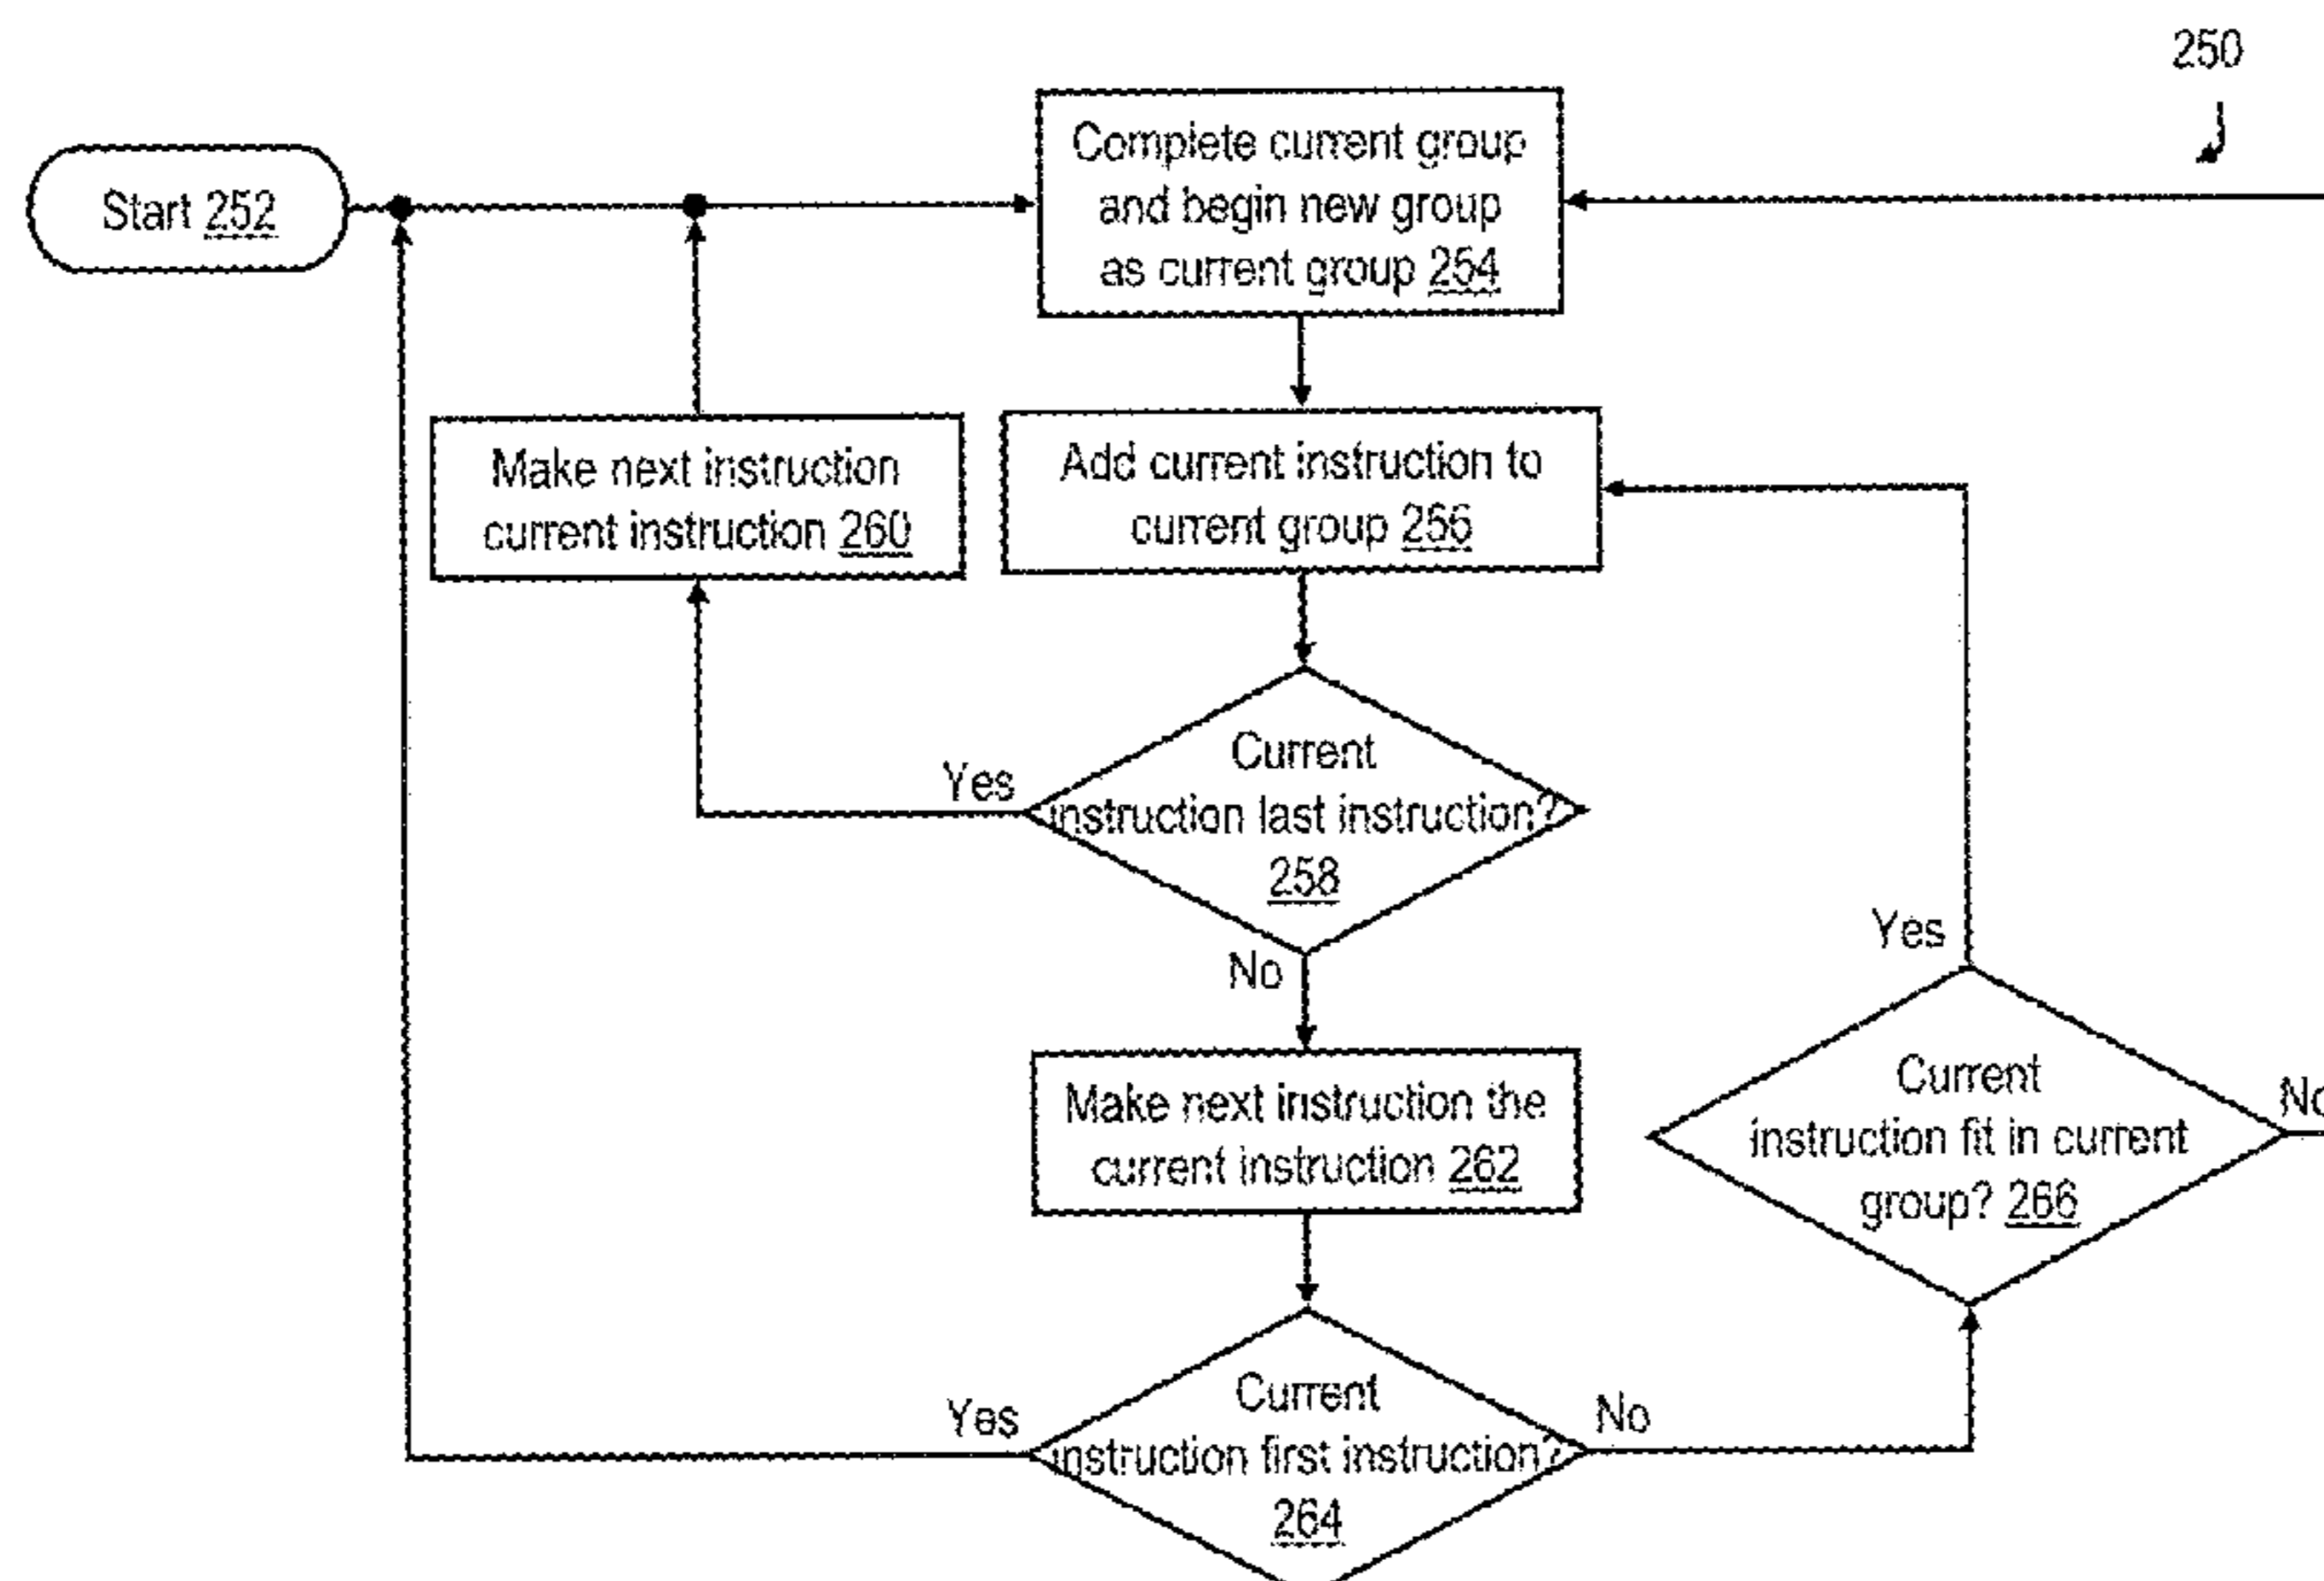 250
Start 252
Complete current group
and begin new group
as current group 254
Make next instruction
current instruction 260
Add current instruction to
current group 256
Yes
Current
instruction last instruction?
258
No
Make next instruction the
current instruction 262
Yes
Current
instruction fit in current
group? 266
No
Yes
Current
instruction first instruction?
264
No